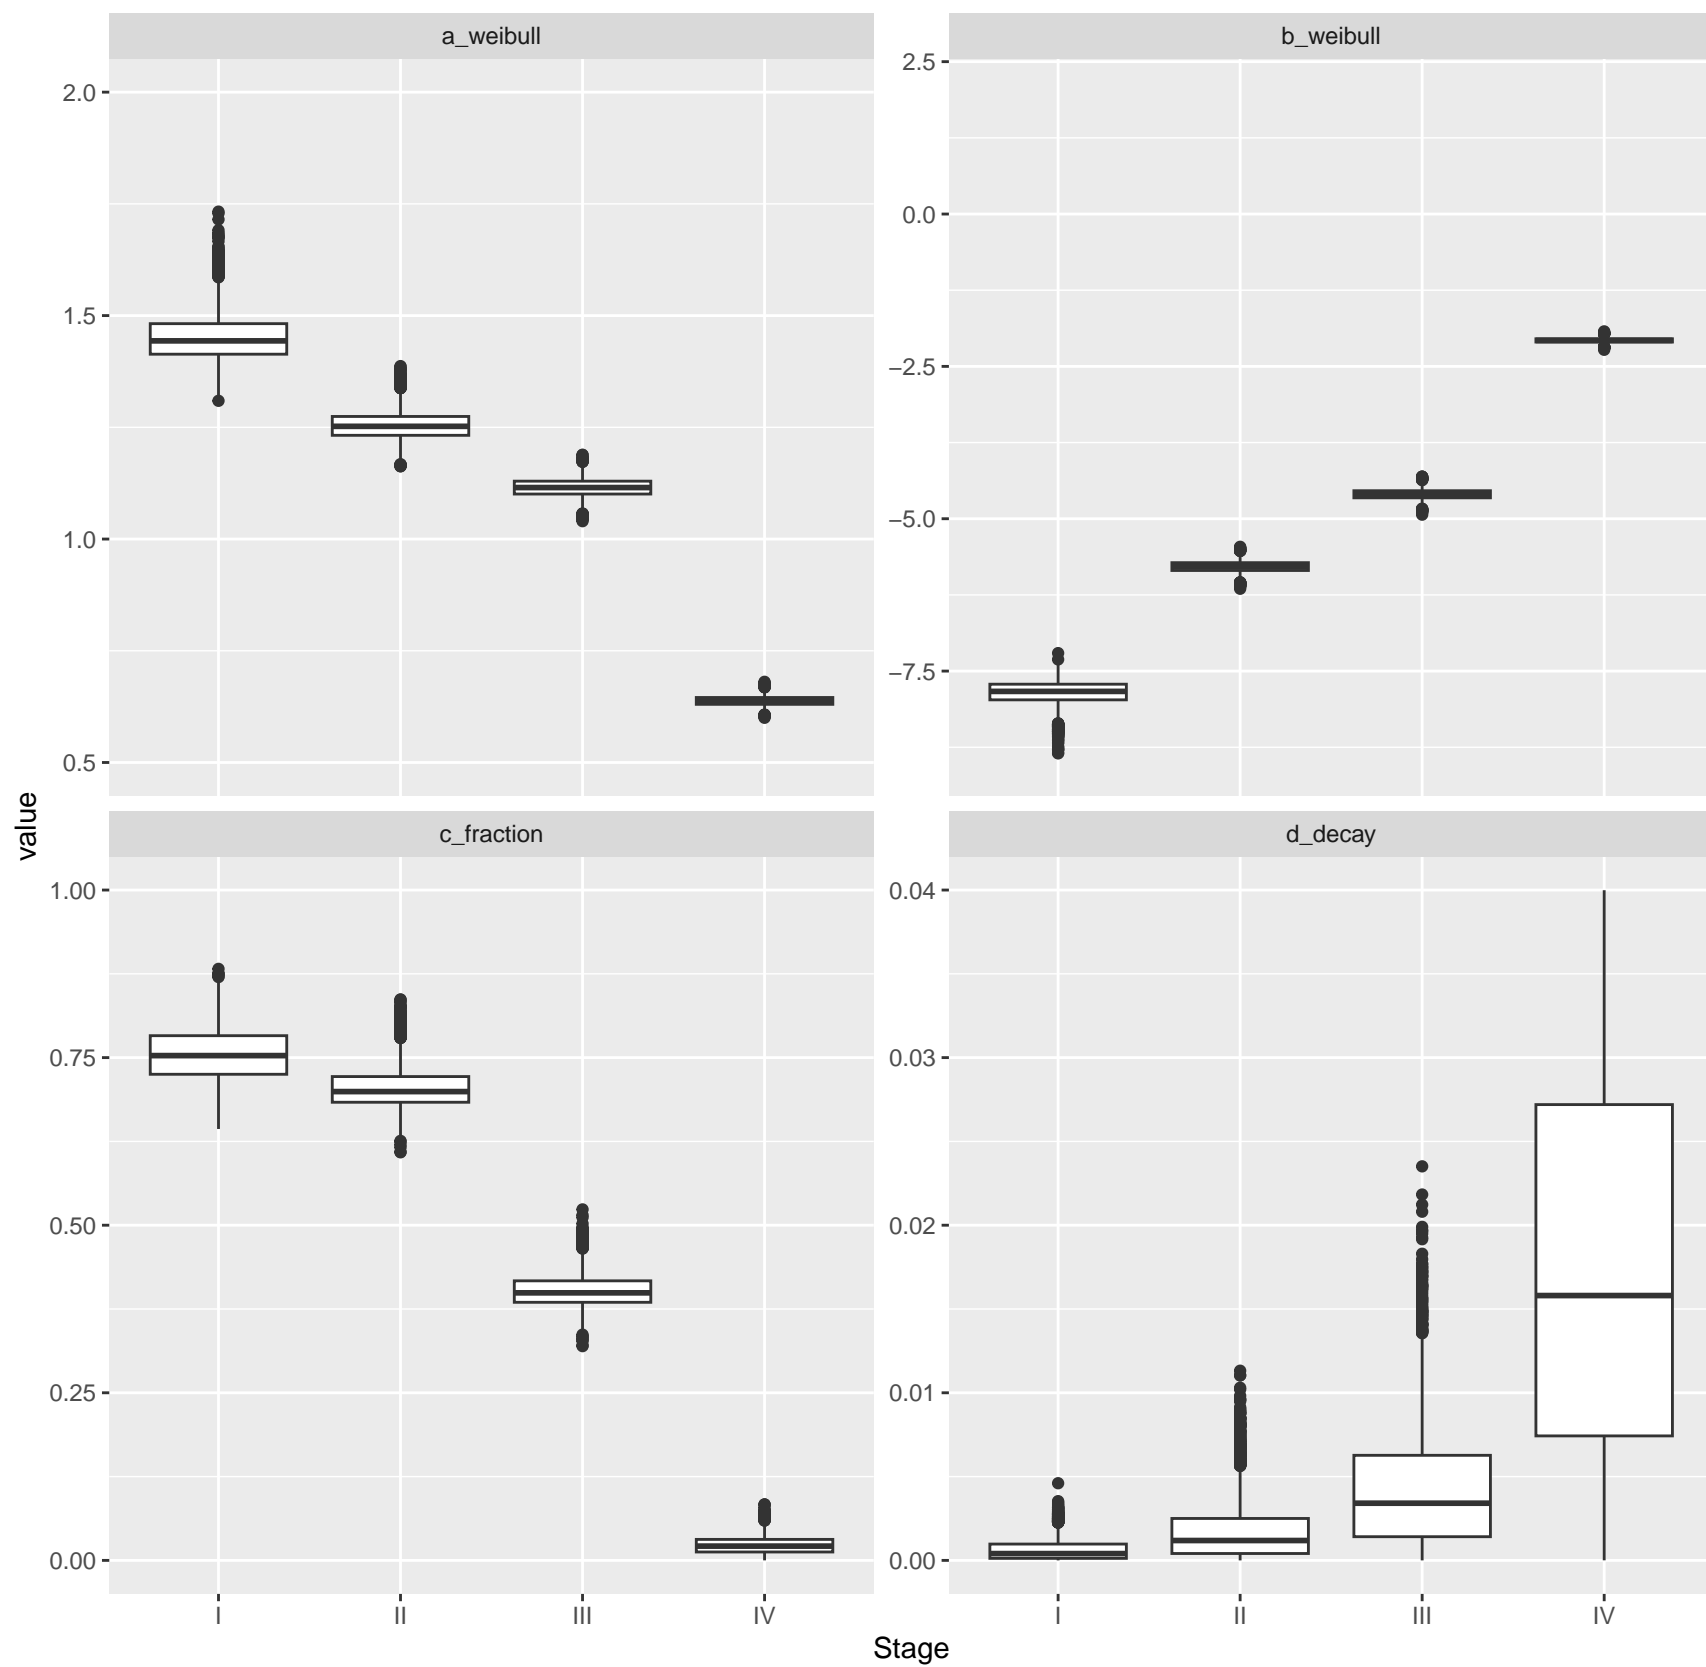 a_weibull
b_weibull
2.0
1.5
1.0
0.5
2.5
0.0
−2.5
−5.0
−7.5
value
c_fraction
d_decay
1.00
0.75
0.50
0.25
0.00
0.04
0.03
0.02
0.01
0.00
I II III IV
I II III IV
Stage